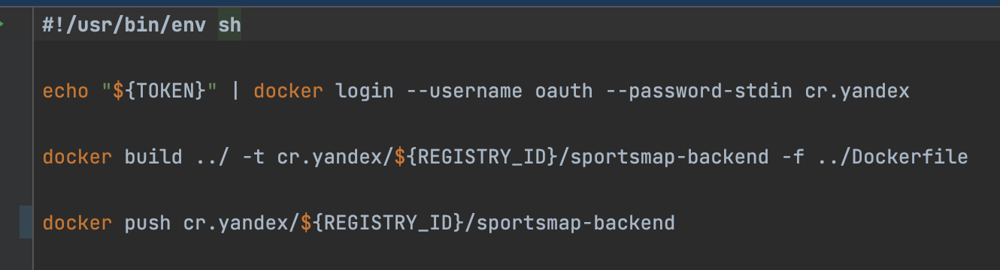 #!/usr/bin/env sh
echo "${TOKEN}" | docker login --username oauth --password-stdin cr.yandex
docker build ../ -t cr.yandex/${REGISTRY_ID}/sportsmap-backend -f ../Dockerfile
docker push cr.yandex/${REGISTRY_ID}/sportsmap-backend